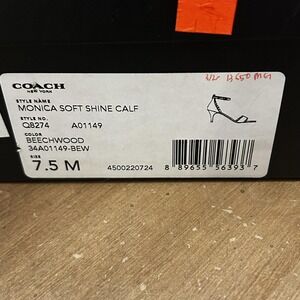 COACH
NEW YORK
STYLE NAME
MONICA SOFT SHINE CALF
STYLE NO.
Q8274 A01149
COLOR
BEECHWOOD
34A01149-BEW
SIZE
7.5 M
4500220724
8 89655 56393 7